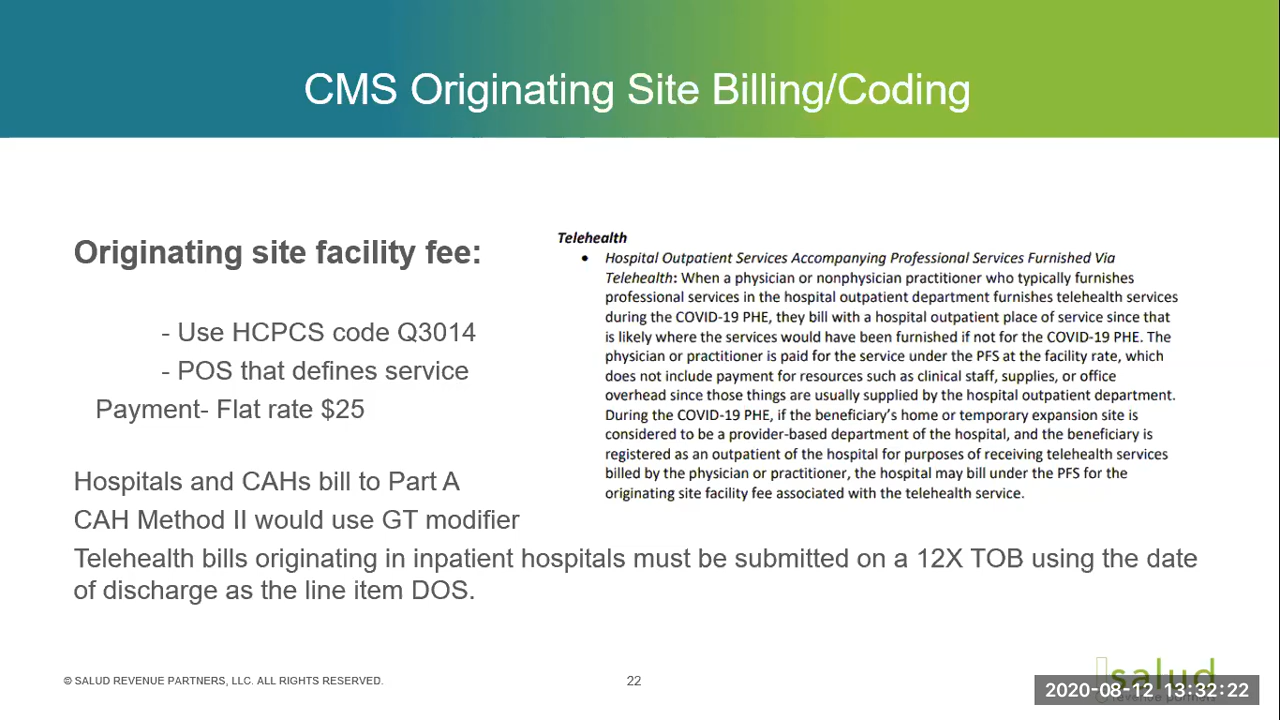 CMS Originating Site Billing/Coding
Originating site facility fee:
- Use HCPCS code Q3014
- POS that defines service
Payment- Flat rate $25
Hospitals and CAHs bill to Part A
CAH Method II would use GT modifier
Telehealth bills originating in inpatient hospitals must be submitted on a 12X TOB using the date
of discharge as the line item DOS.
Telehealth
• Hospital Outpatient Services Accompanying Professional Services Furnished Via
Telehealth: When a physician or nonphysician practitioner who typically furnishes
professional services in the hospital outpatient department furnishes telehealth services
during the COVID-19 PHE, they bill with a hospital outpatient place of service since that
is likely where the services would have been furnished if not for the COVID-19 PHE. The
physician or practitioner is paid for the service under the PFS at the facility rate, which
does not include payment for resources such as clinical staff, supplies, or office
overhead since those things are usually supplied by the hospital outpatient department.
During the COVID-19 PHE, if the beneficiary's home or temporary expansion site is
considered to be a provider-based department of the hospital, and the beneficiary is
registered as an outpatient of the hospital for purposes of receiving telehealth services
billed by the physician or practitioner, the hospital may bill under the PFS for the
originating site facility fee associated with the telehealth service.
© SALUD REVENUE PARTNERS, LLC. ALL RIGHTS RESERVED.
22
salud
2020-08-12 13:32:22